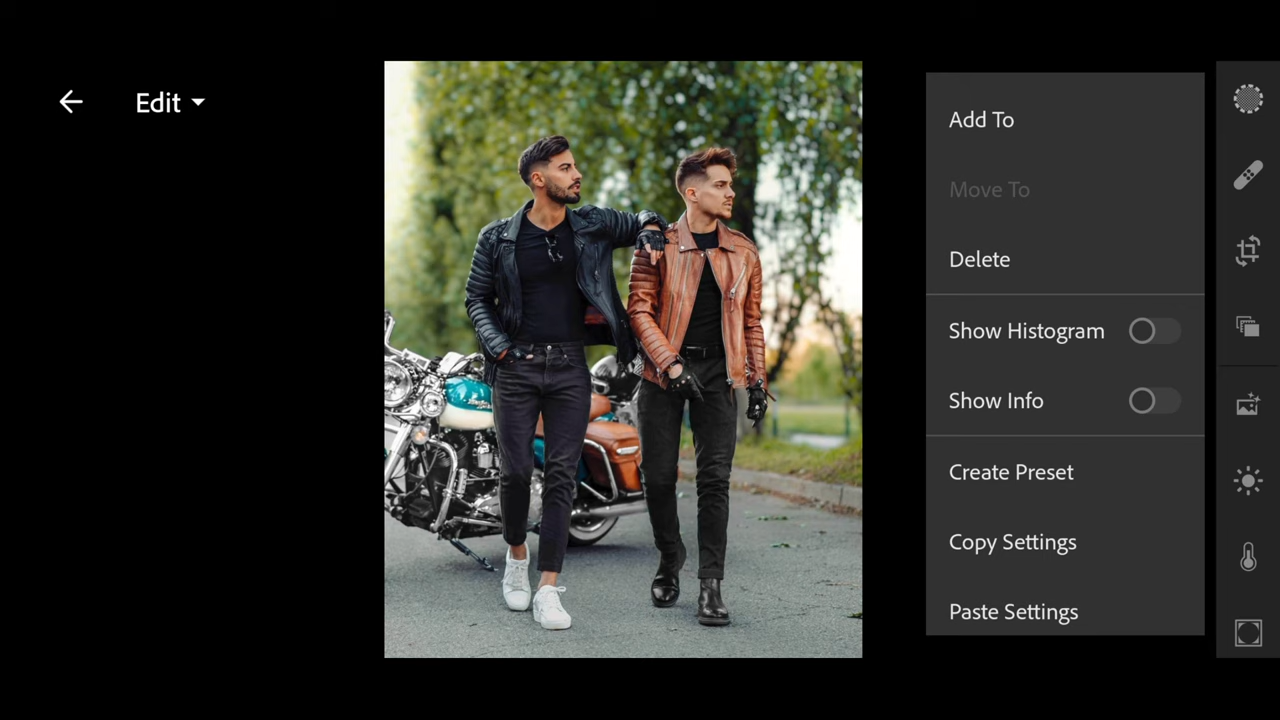 Edit
Add To
Move To
Delete
Show Histogram
Show Info
Create Preset
Copy Settings
Paste Settings